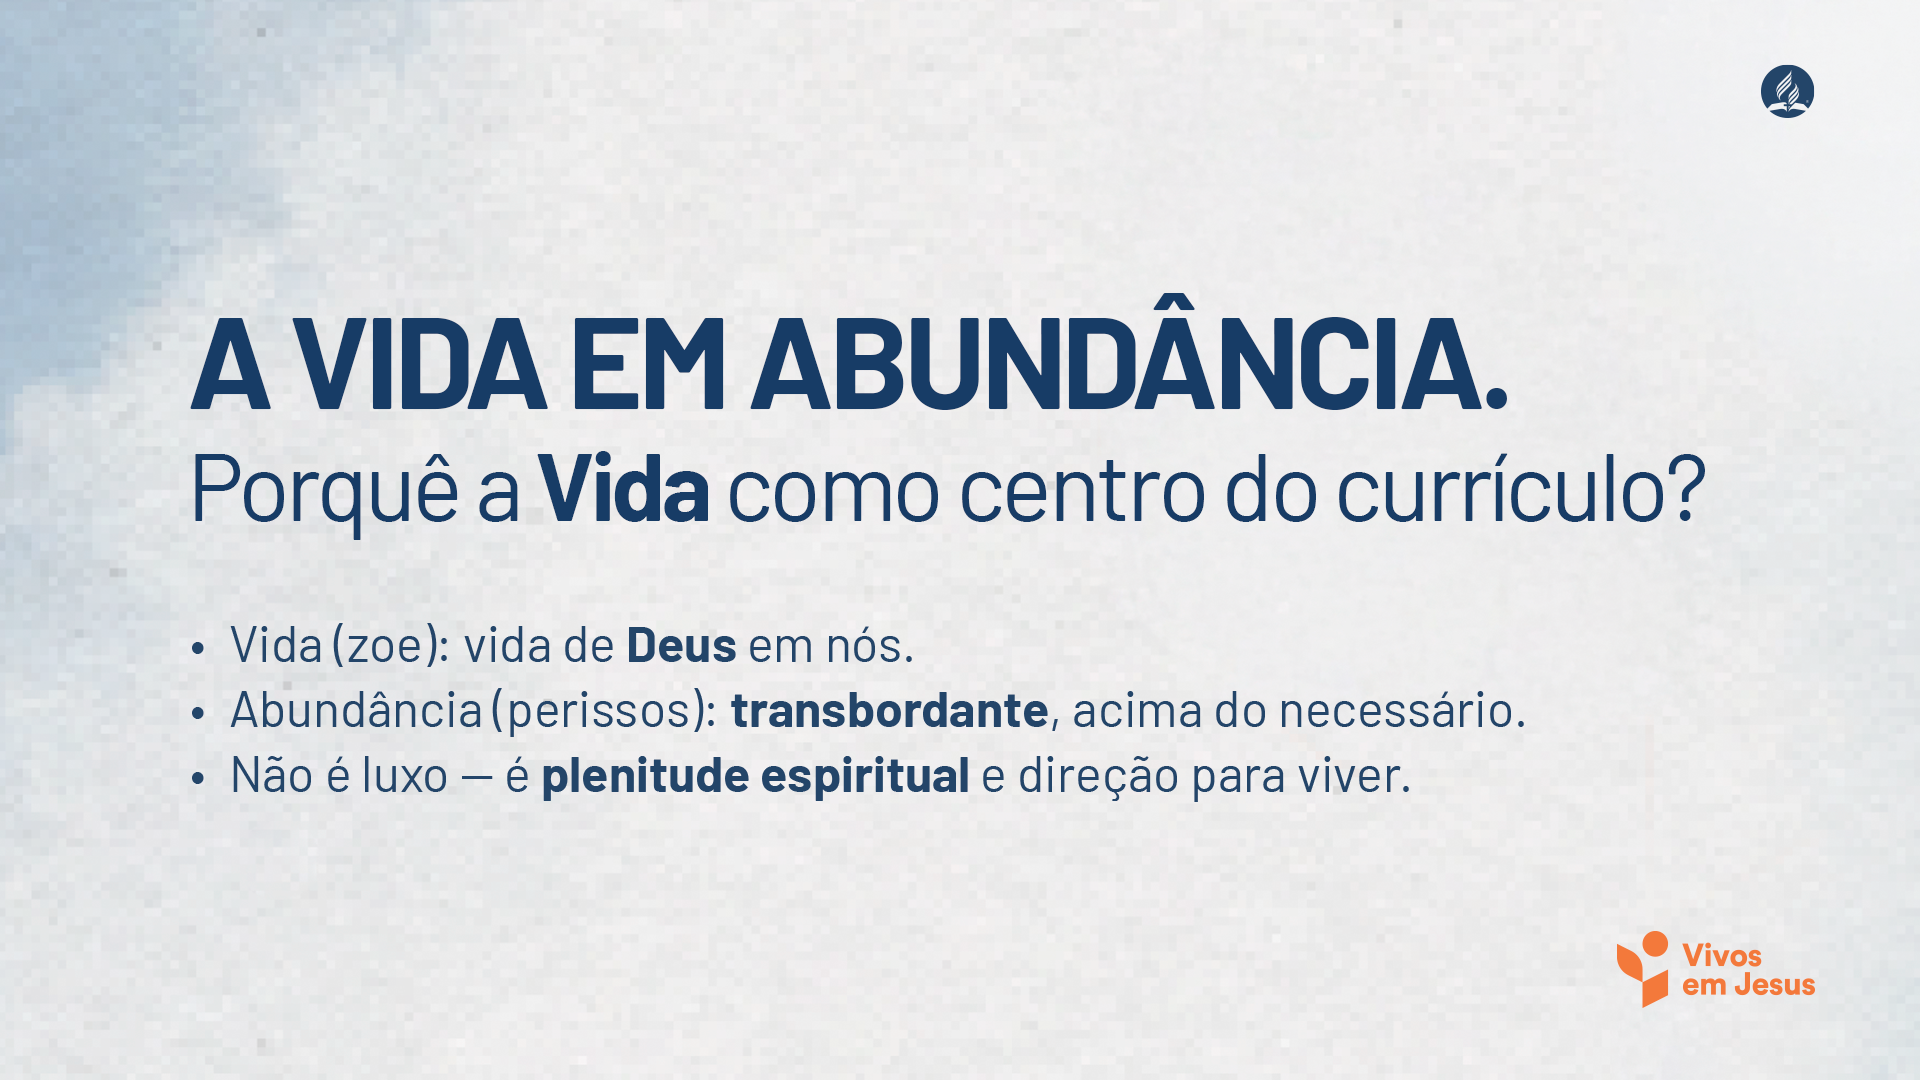 A VIDA EM ABUNDÂNCIA.
Porquê a Vida como centro do currículo?
• Vida (zoe): vida de Deus em nós.
• Abundância (perissos): transbordante, acima do necessário.
• Não é luxo — é plenitude espiritual e direção para viver.
Vivos
em Jesus